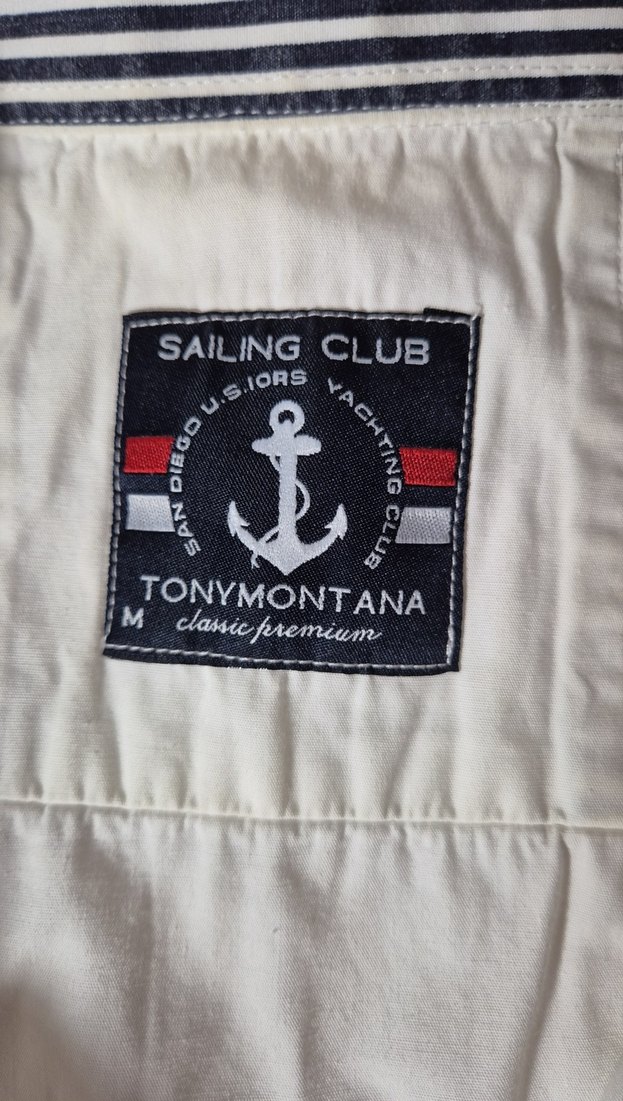 SAILING CLUB
SAN DIEGO U.S.IORS YACHTING CLUB
TONYMONTANA
M classic premium